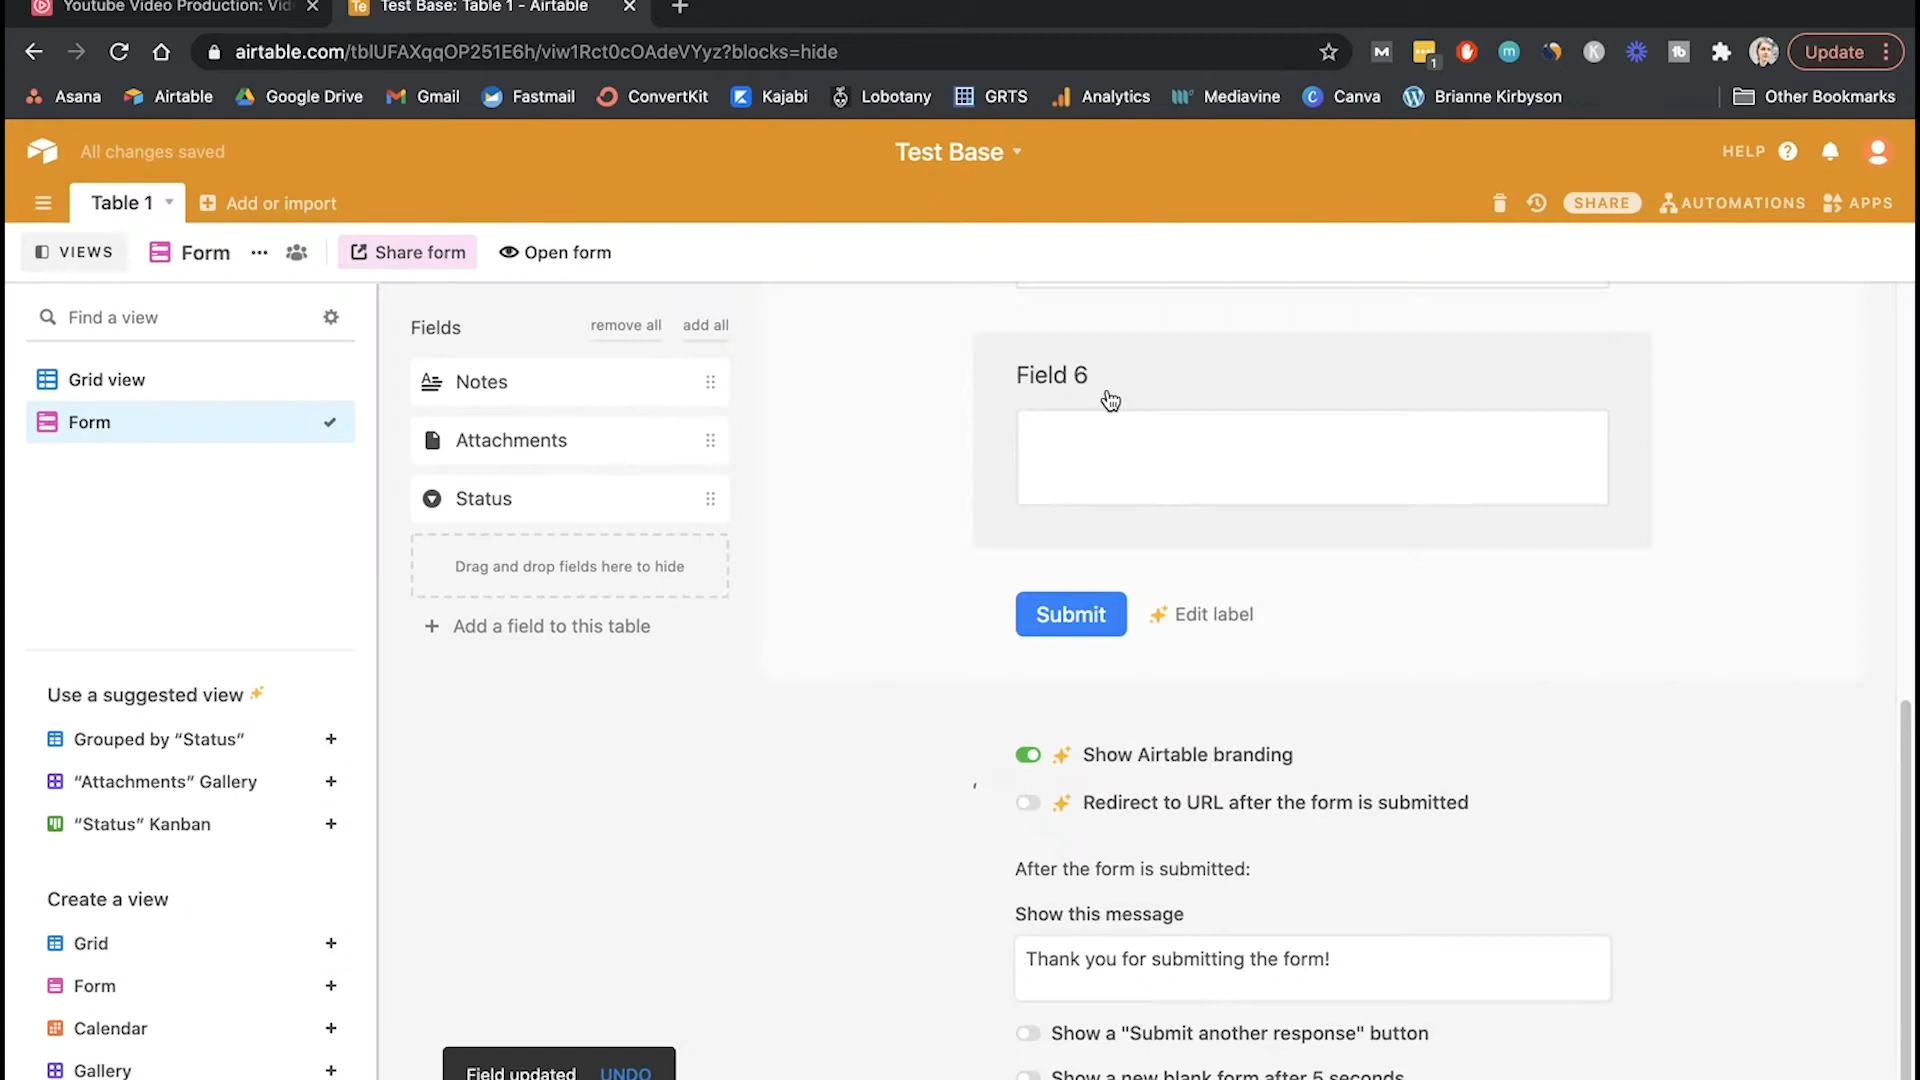 Youtube Video Production: Vid
Te Test Base: Table 1 - Airtable
airtable.com/tblUFAXqqOP251E6h/viw1Rct0cOAdeVYyz?blocks=hide
1
m
K
tb
Update
Asana
Airtable
Google Drive
Gmail
Fastmail
ConvertKit
Kajabi
Lobotany
GRTS
Analytics
Mediavine
Canva
Brianne Kirbyson
Other Bookmarks
All changes saved
Test Base
HELP
Table 1
Add or import
SHARE
AUTOMATIONS
APPS
VIEWS
Form
Share form
Open form
Find a view
Grid view
Form
Use a suggested view
Grouped by “Status”
“Attachments” Gallery
“Status” Kanban
Create a view
Grid
Form
Calendar
Gallery
Fields
remove all
add all
Notes
Attachments
Status
Drag and drop fields here to hide
Add a field to this table
Field 6
Submit
Edit label
Show Airtable branding
Redirect to URL after the form is submitted
After the form is submitted:
Show this message
Thank you for submitting the form!
Show a "Submit another response" button
Show a new blank form after 5 seconds
Field updated
UNDO